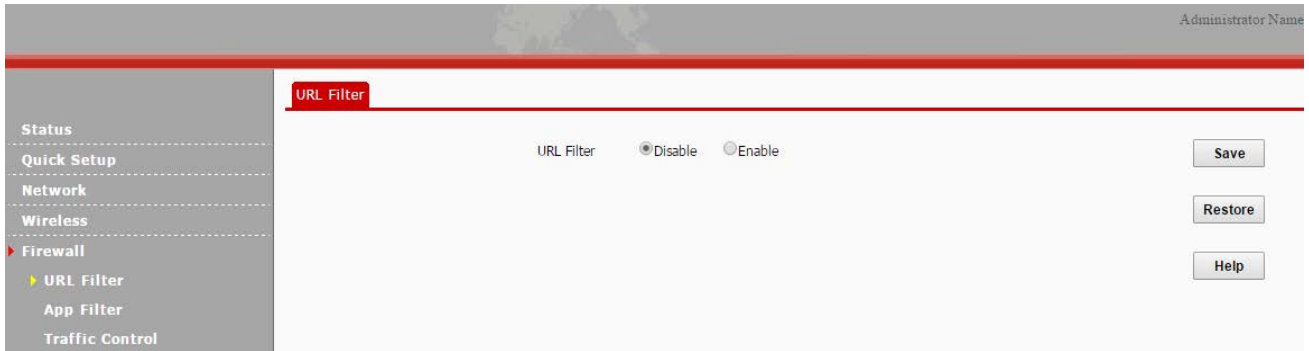 Administrator Name
URL Filter
Status
Quick Setup
Network
Wireless
Firewall
URL Filter
App Filter
Traffic Control
URL Filter Disable Enable
Save
Restore
Help